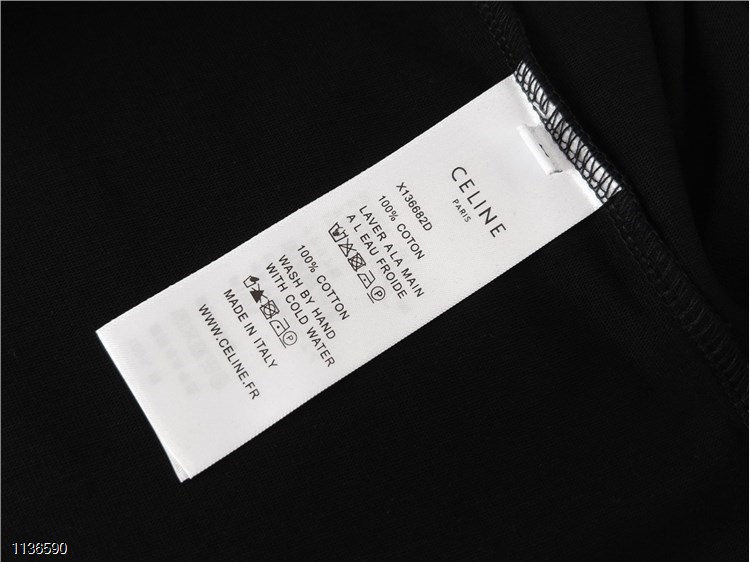 CELINE
PARIS
X136682D
100% COTON
LAVER ALA MAIN
A L EAU FROIDE
P
100% COTTON
WASH BY HAND
WITH COLD WATER
P
MADE IN ITALY
WWW.CELINE.FR
1136590